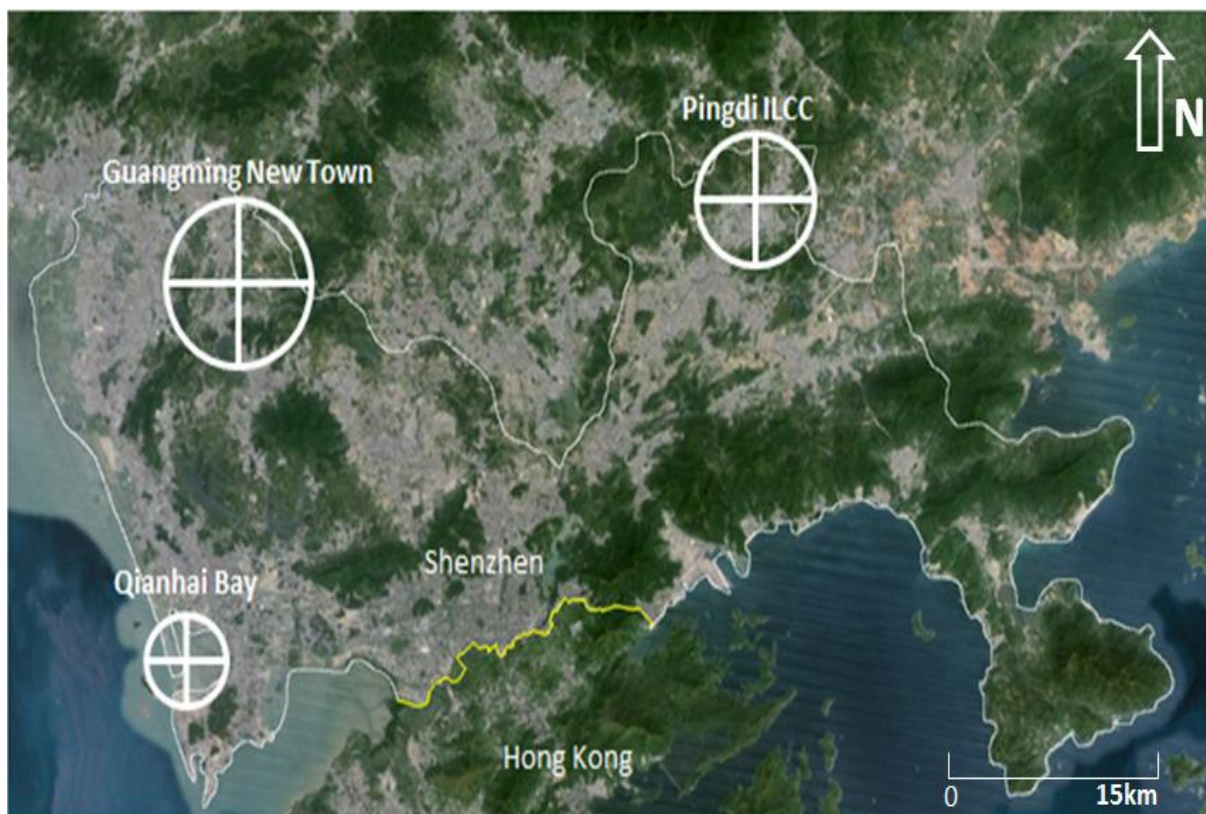 Pingdi ILCC
N
Guangming New Town
Shenzhen
Qianhai Bay
Hong Kong
0 15km